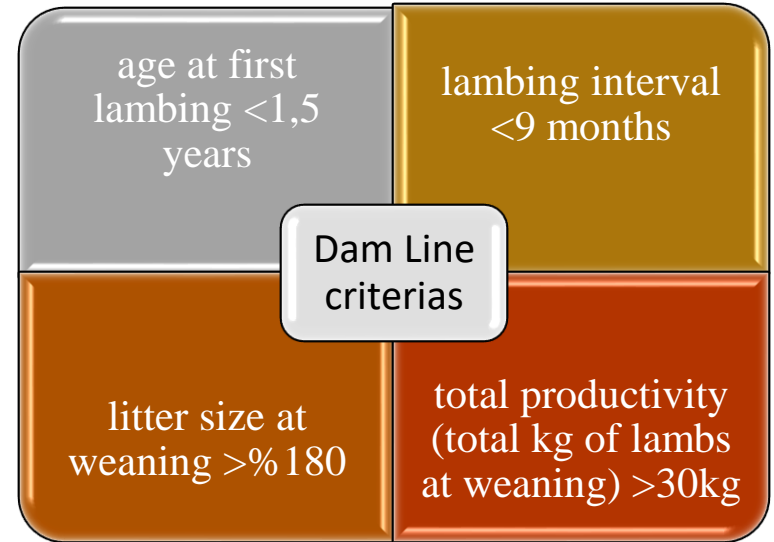 age at first
lambing <1,5
years
lambing interval
<9 months
Dam Line
criterias
litter size at
weaning >%180
total productivity
(total kg of lambs
at weaning) >30kg